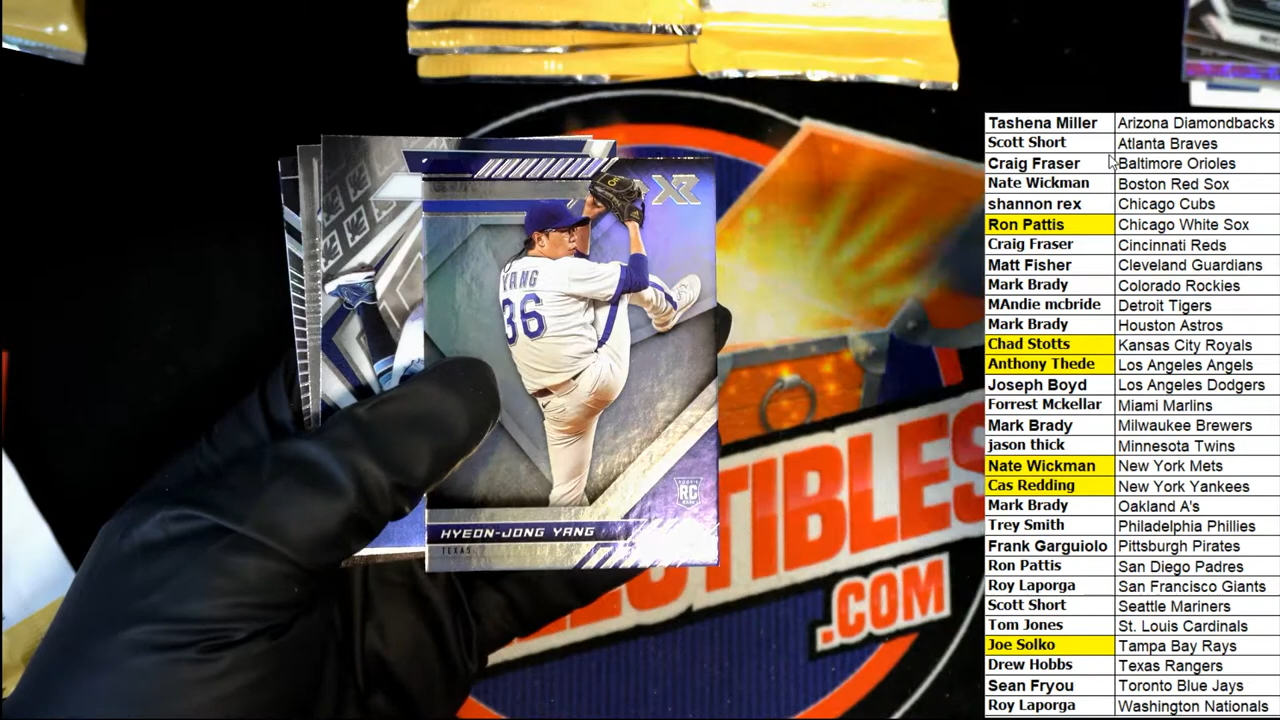 XR
YANG
36
RC
HYEON-JONG YANG
TEXAS
TIBLES
.COM
Tashena Miller Arizona Diamondbacks
Scott Short Atlanta Braves
Craig Fraser Baltimore Orioles
Nate Wickman Boston Red Sox
shannon rex Chicago Cubs
Ron Pattis Chicago White Sox
Craig Fraser Cincinnati Reds
Matt Fisher Cleveland Guardians
Mark Brady Colorado Rockies
MAndie mcbride Detroit Tigers
Mark Brady Houston Astros
Chad Stotts Kansas City Royals
Anthony Thede Los Angeles Angels
Joseph Boyd Los Angeles Dodgers
Forrest Mckellar Miami Marlins
Mark Brady Milwaukee Brewers
jason thick Minnesota Twins
Nate Wickman New York Mets
Cas Redding New York Yankees
Mark Brady Oakland A's
Trey Smith Philadelphia Phillies
Frank Garguiolo Pittsburgh Pirates
Ron Pattis San Diego Padres
Roy Laporga San Francisco Giants
Scott Short Seattle Mariners
Tom Jones St. Louis Cardinals
Joe Solko Tampa Bay Rays
Drew Hobbs Texas Rangers
Sean Fryou Toronto Blue Jays
Roy Laporga Washington Nationals